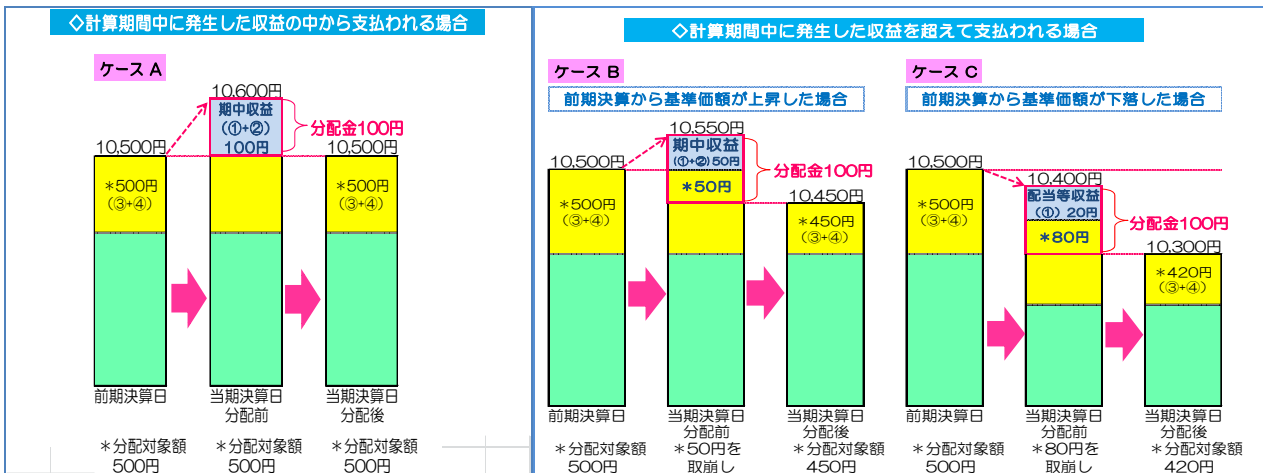 ◇計算期間中に発生した収益の中から支払われる場合
ケース A
10,600円
期中収益
(①+②)
100円
分配金100円
10,500円
10,500円
＊500円
(③+④)
＊500円
(③+④)
前期決算日
当期決算日
分配前
当期決算日
分配後
＊分配対象額
500円
＊分配対象額
500円
＊分配対象額
500円
◇計算期間中に発生した収益を超えて支払われる場合
ケース B
前期決算から基準価額が上昇した場合
10,550円
期中収益
(①+②) 50円
＊50円
分配金100円
10,500円
＊500円
(③+④)
10,450円
＊450円
(③+④)
前期決算日
当期決算日
分配前
当期決算日
分配後
＊分配対象額
500円
＊50円を
取崩し
＊分配対象額
450円
ケース C
前期決算から基準価額が下落した場合
10,500円
＊500円
(③+④)
10,400円
配当等収益
(①) 20円
＊80円
分配金100円
10,300円
＊420円
(③+④)
前期決算日
当期決算日
分配前
当期決算日
分配後
＊分配対象額
500円
＊80円を
取崩し
＊分配対象額
420円